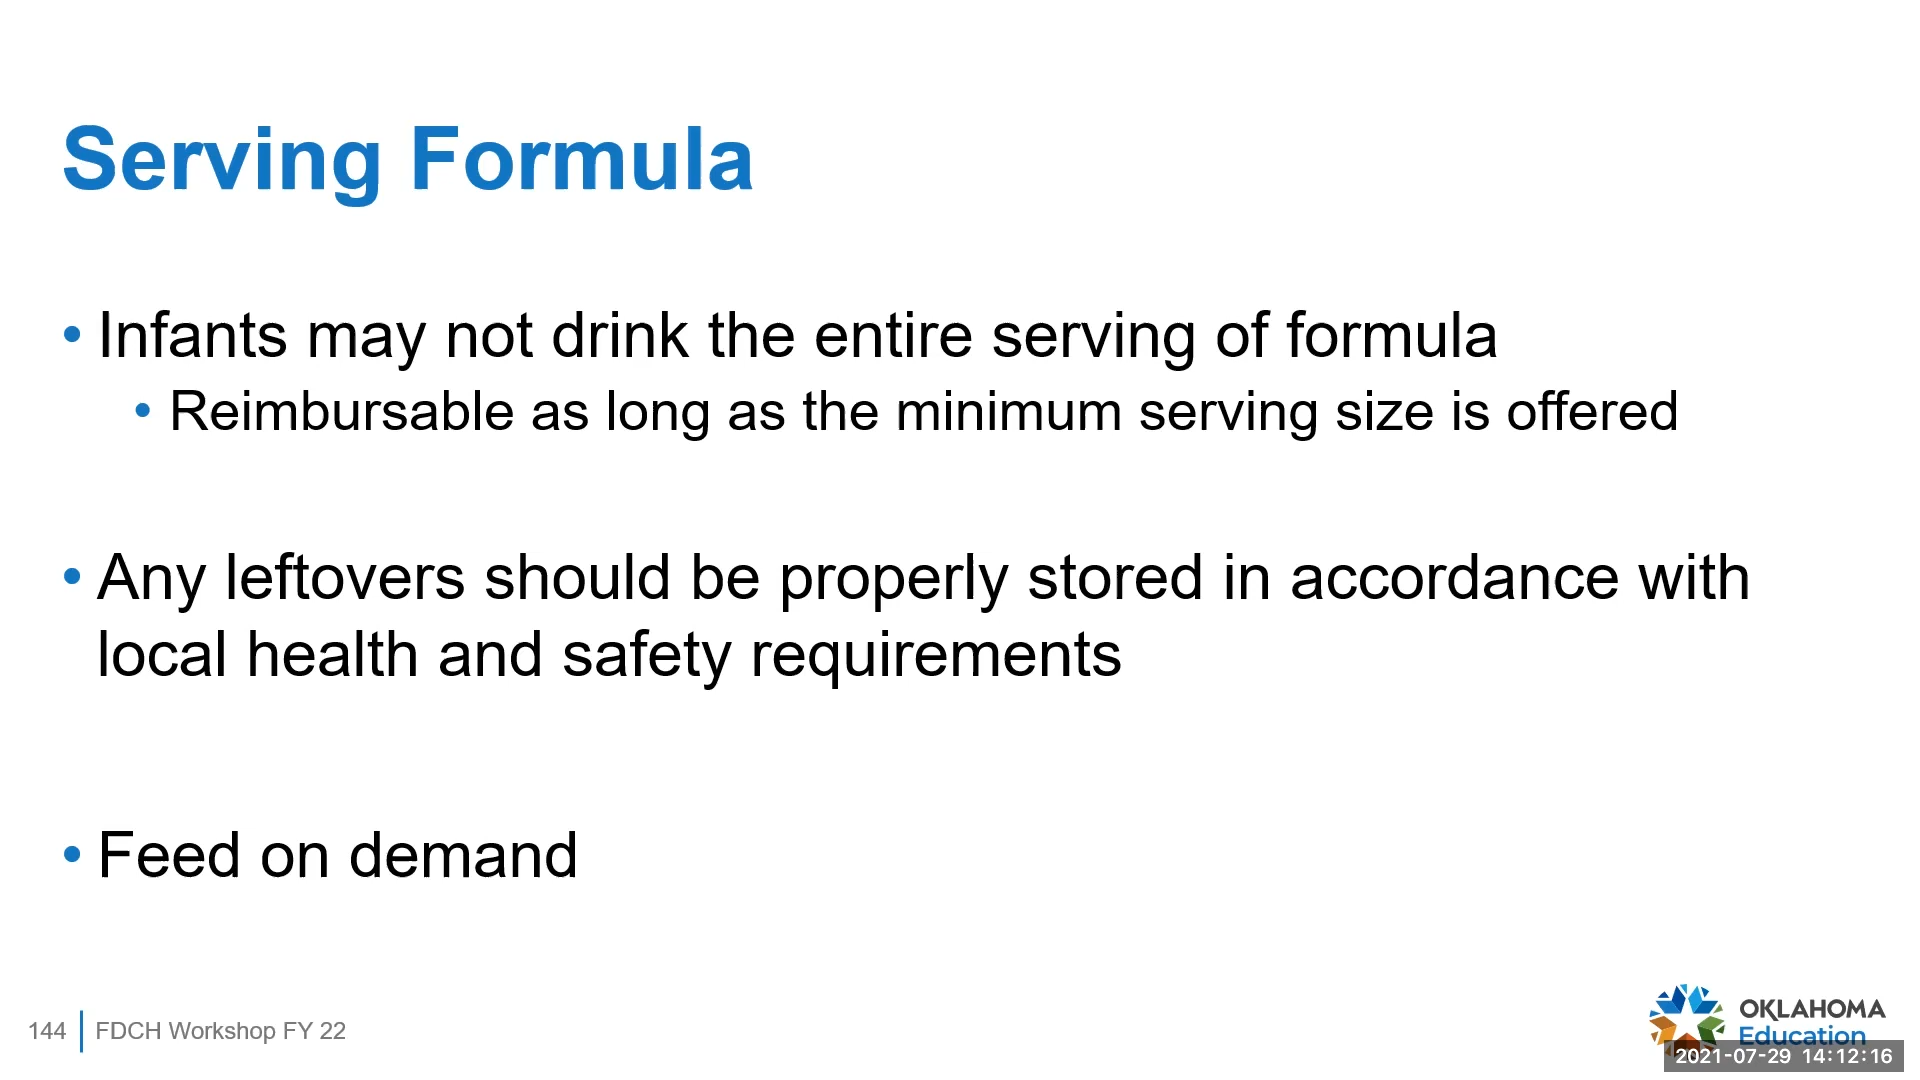 Serving Formula
• Infants may not drink the entire serving of formula
• Reimbursable as long as the minimum serving size is offered
• Any leftovers should be properly stored in accordance with
local health and safety requirements
• Feed on demand
144 FDCH Workshop FY 22
OKLAHOMA
Education
2021-07-29 14:12:16